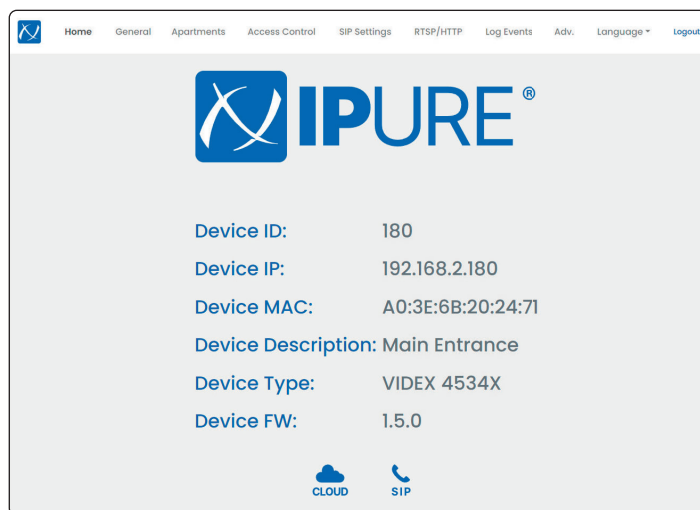 Home General Apartments Access Control SIP Settings RTSP/HTTP Log Events Adv. Language Logout
IPURE®
Device ID: 180
Device IP: 192.168.2.180
Device MAC: A0:3E:6B:20:24:71
Device Description: Main Entrance
Device Type: VIDEX 4534X
Device FW: 1.5.0
CLOUD SIP